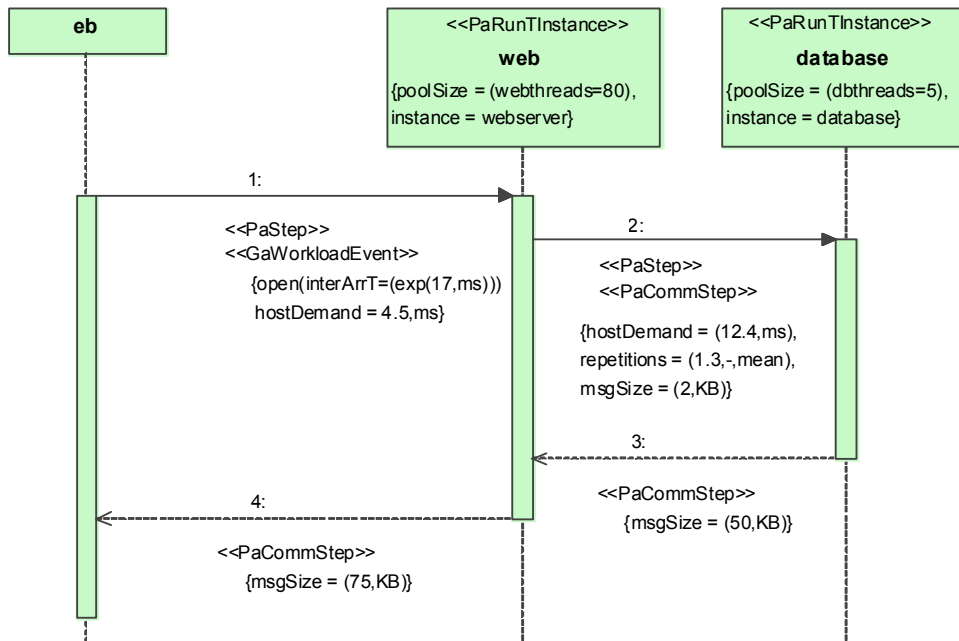 eb
<<PaRunTInstance>>
web
{poolSize = (webthreads=80),
instance = webserver}
<<PaRunTInstance>>
database
{poolSize = (dbthreads=5),
instance = database}
1:
<<PaStep>>
<<GaWorkloadEvent>>
{open(interArrT=(exp(17,ms)))
hostDemand = 4.5,ms}
2:
<<PaStep>>
<<PaCommStep>>
{hostDemand = (12.4,ms),
repetitions = (1.3,-,mean),
msgSize = (2,KB)}
3:
<<PaCommStep>>
{msgSize = (50,KB)}
4:
<<PaCommStep>>
{msgSize = (75,KB)}